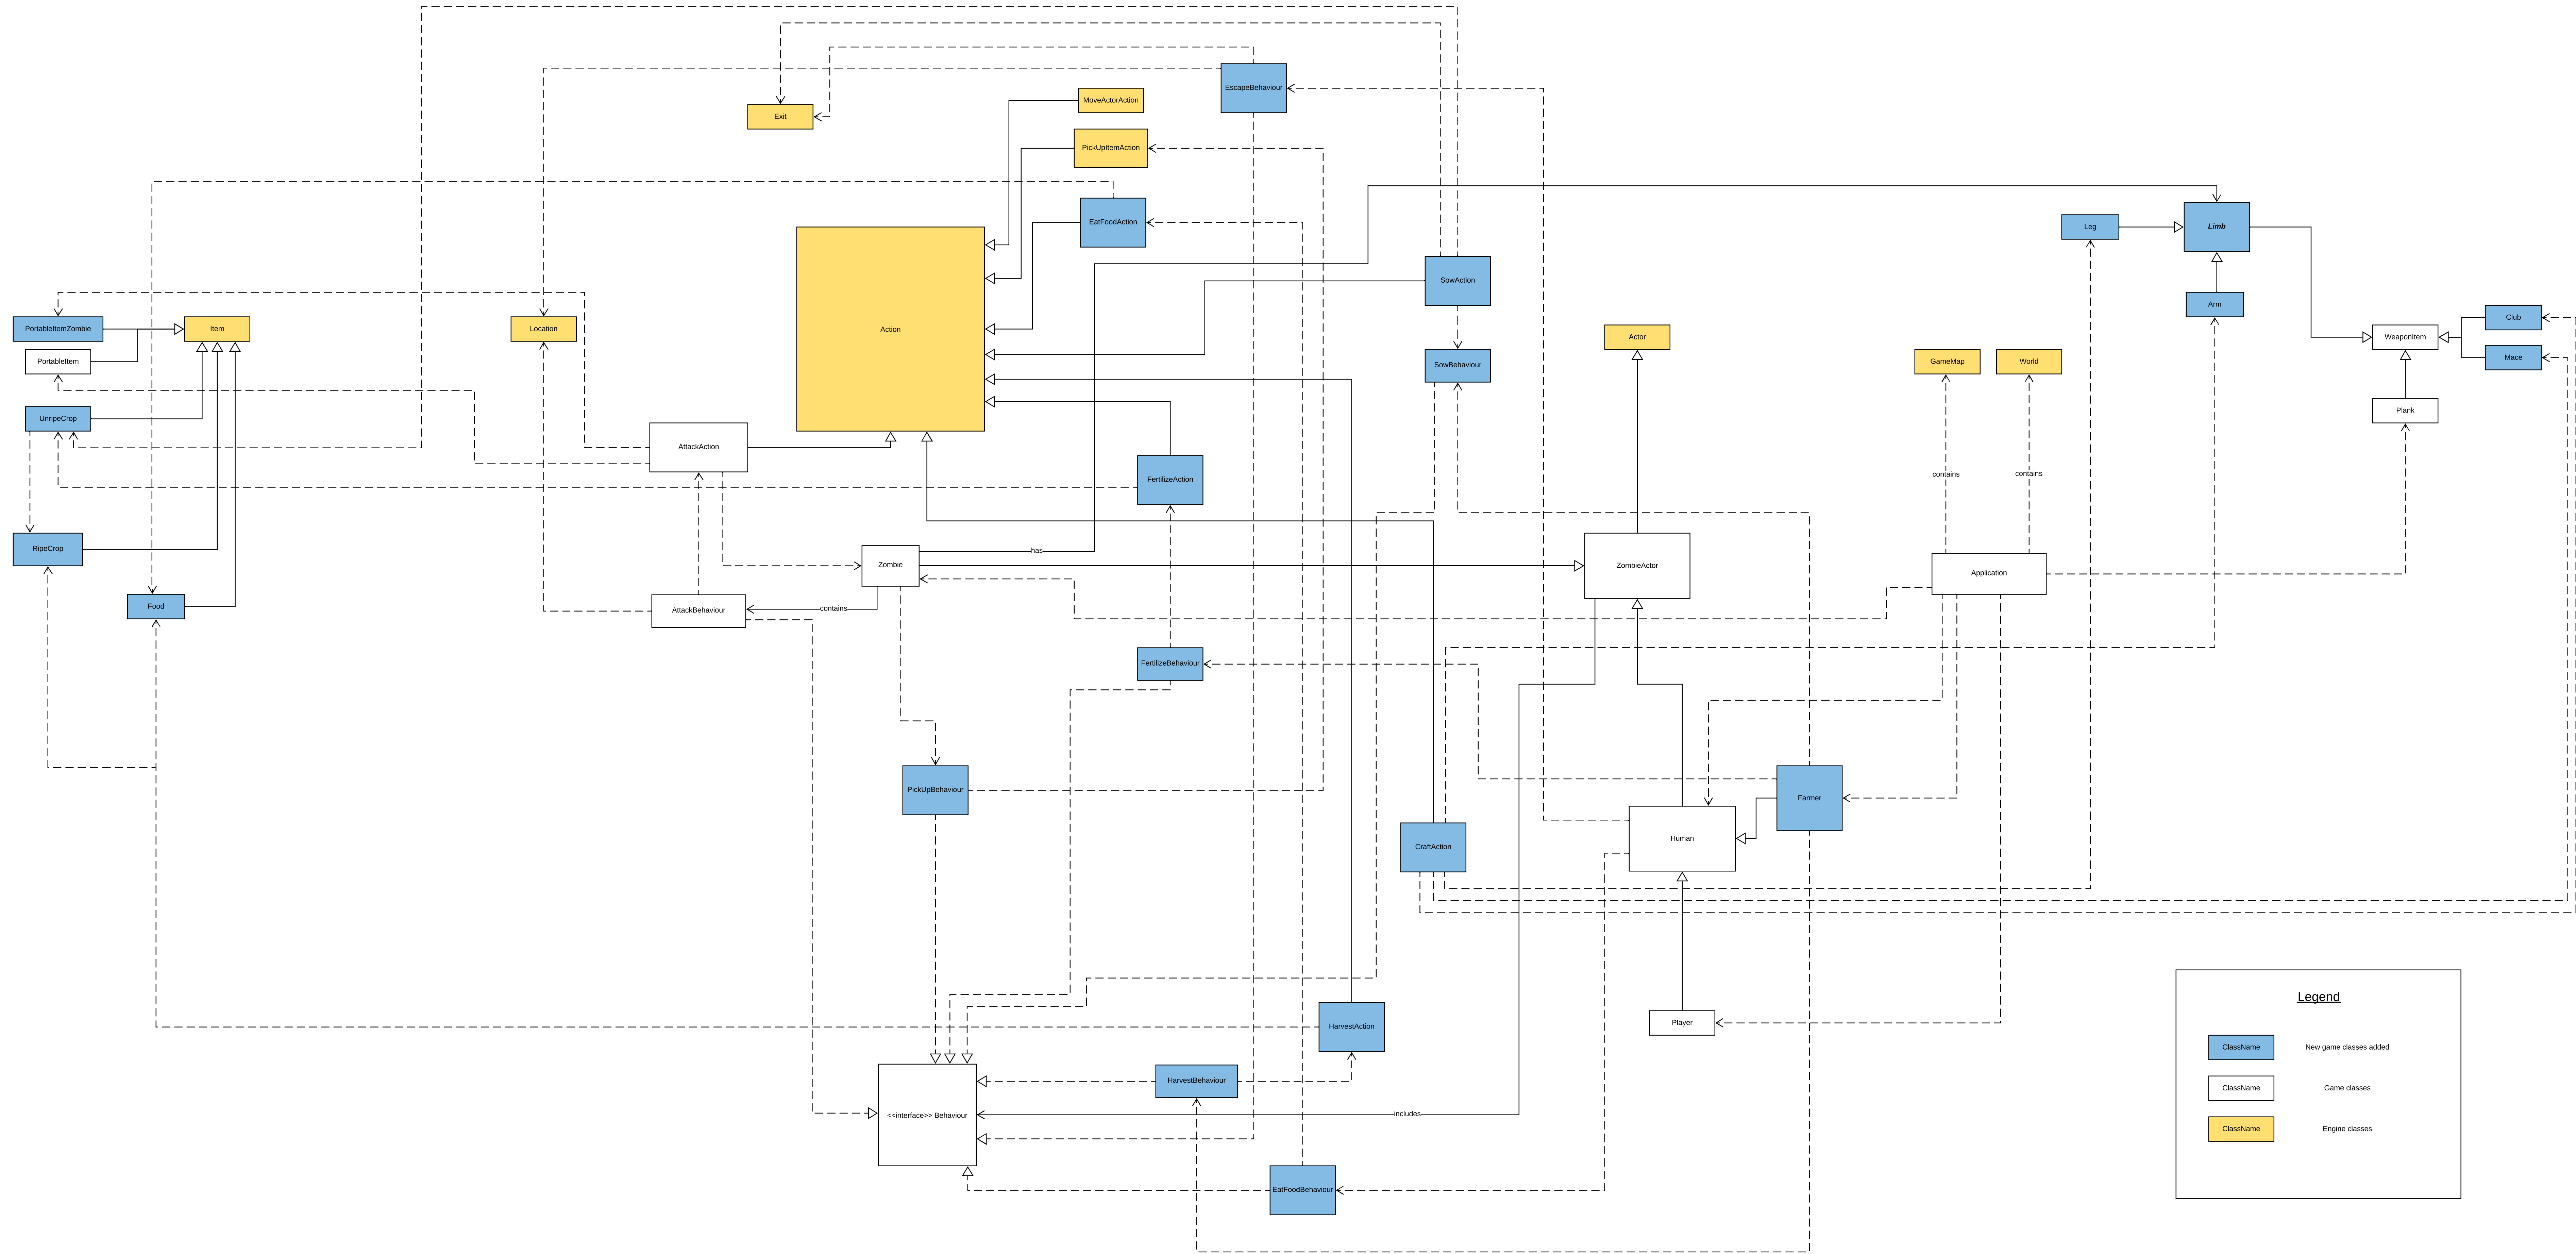 EscapeBehaviour
MoveActorAction
Exit
PickUpItemAction
EatFoodAction
Leg
Limb
SowAction
Arm
Club
PortableItemZombie
Item
Location
Action
Actor
WeaponItem
Mace
PortableItem
SowBehaviour
GameMap
World
Plank
UnripeCrop
AttackAction
contains
contains
FertilizeAction
RipeCrop
has
Zombie
ZombieActor
Application
Food
AttackBehaviour
contains
FertilizeBehaviour
PickUpBehaviour
Farmer
Human
CraftAction
Legend
Player
HarvestAction
ClassName New game classes added
HarvestBehaviour
ClassName Game classes
<<interface>> Behaviour
includes
ClassName Engine classes
EatFoodBehaviour